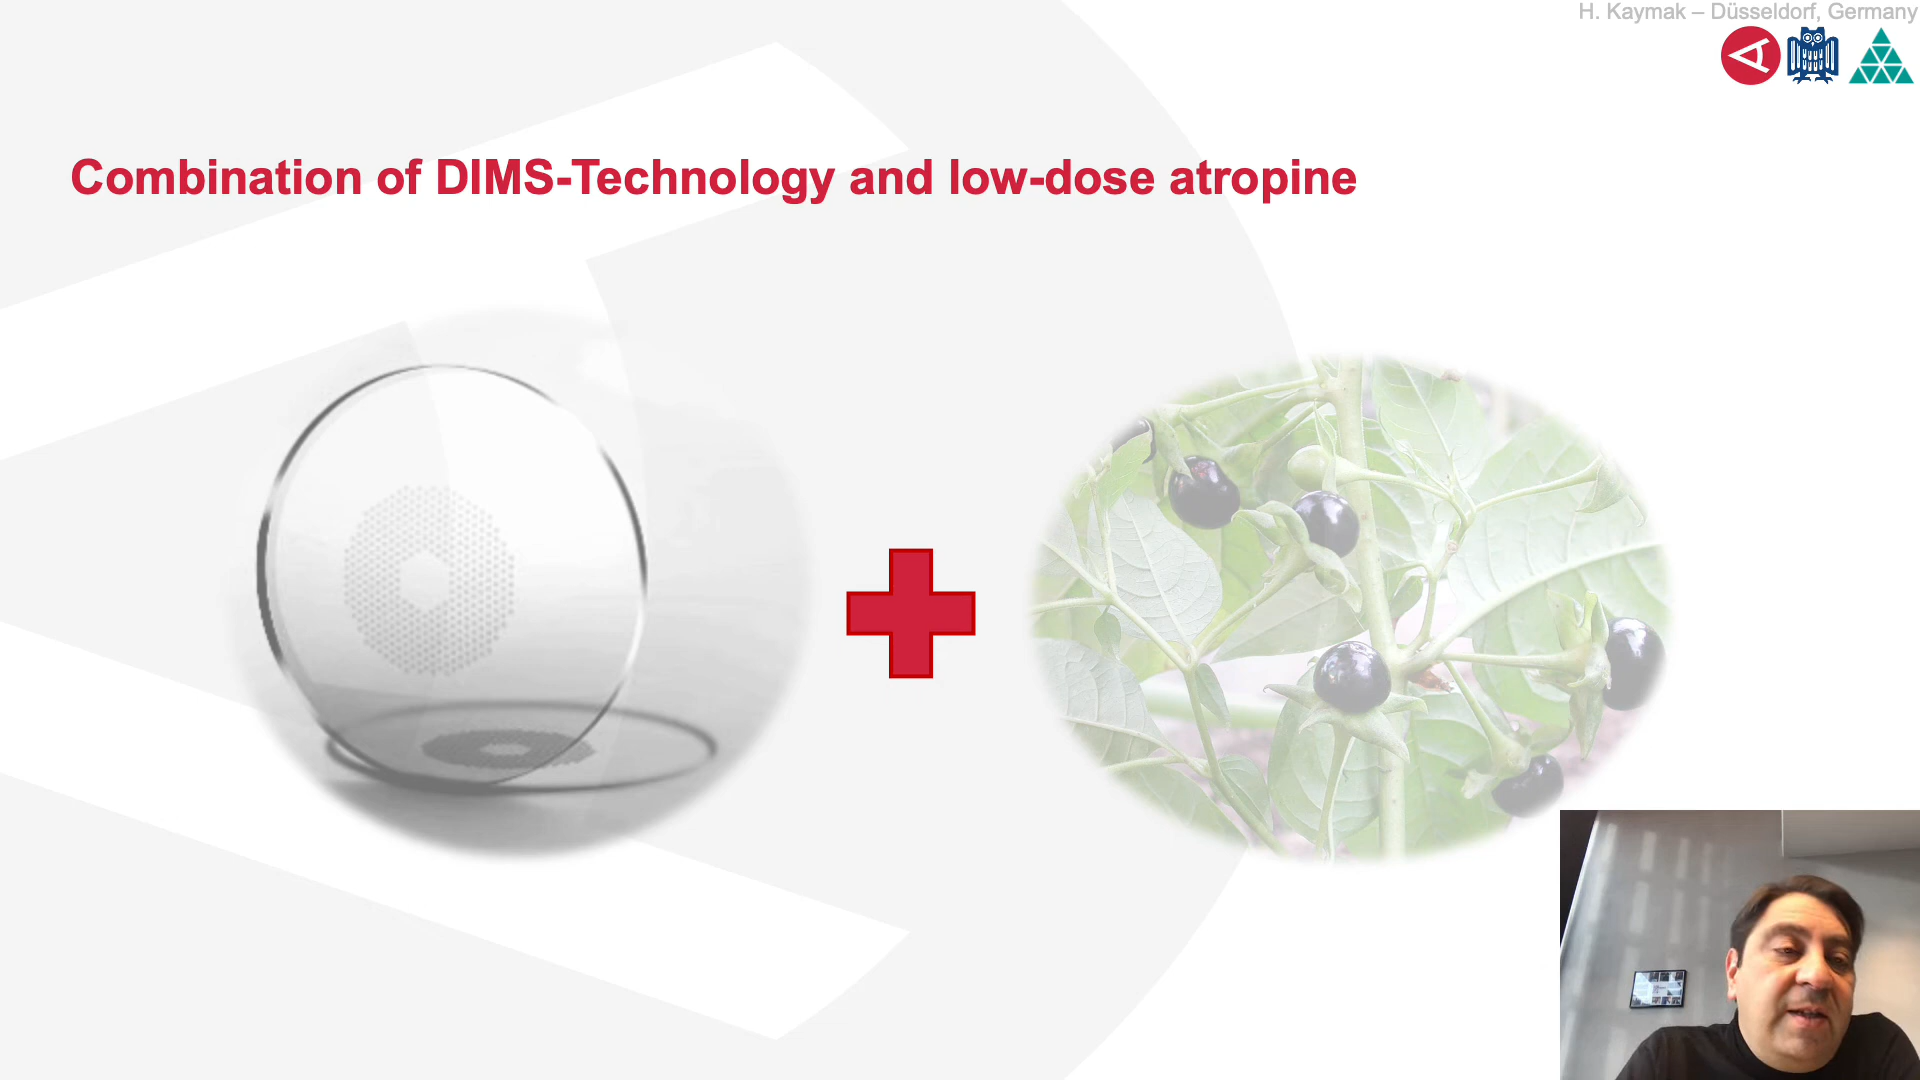 H. Kaymak – Düsseldorf, Germany
Combination of DIMS-Technology and low-dose atropine